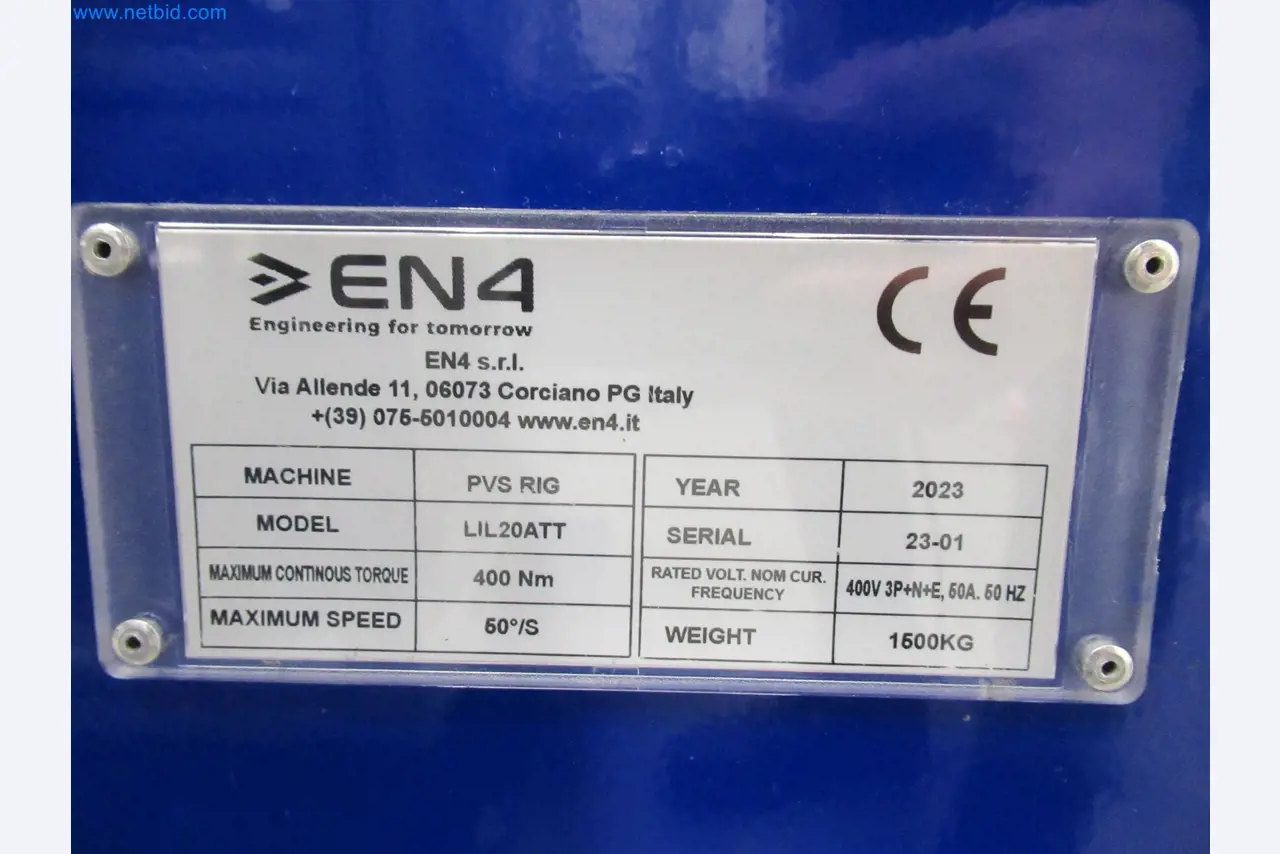 www.netbid.com
EN4
Engineering for tomorrow
EN4 s.r.l.
Via Allende 11, 06073 Corciano PG Italy
+(39) 075-5010004 www.en4.it
CE
MACHINE PVS RIG
MODEL LIL20ATT
MAXIMUM CONTINOUS TORQUE 400 Nm
MAXIMUM SPEED 50°/S
YEAR 2023
SERIAL 23-01
RATED VOLT. NOM CUR.
FREQUENCY 400V 3P+N+E, 50A. 50 HZ
WEIGHT 1500KG